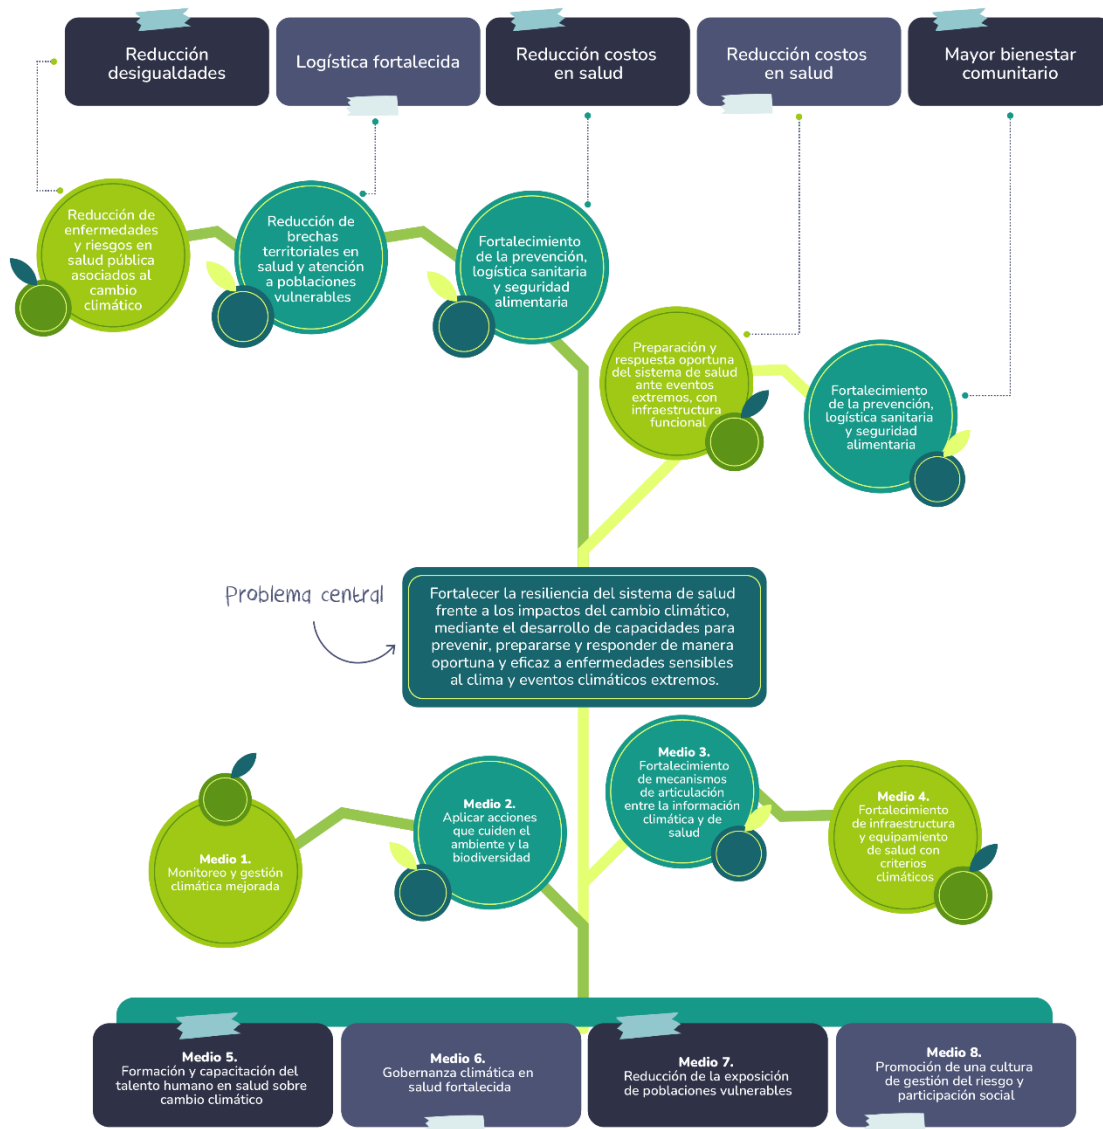 Reducción
desigualdades
Logística fortalecida
Reducción costos
en salud
Reducción costos
en salud
Mayor bienestar
comunitario
Reducción de
enfermedades
y riesgos en
salud pública
asociados al
cambio
climático
Reducción de
brechas
territoriales en
salud y atención
a poblaciones
vulnerables
Fortalecimiento
de la prevención,
logística sanitaria
y seguridad
alimentaria
Preparación y
respuesta oportuna
del sistema de salud
ante eventos
extremos, con
infraestructura
funcional
Fortalecimiento
de la prevención,
logística sanitaria
y seguridad
alimentaria
Problema central
Fortalecer la resiliencia del sistema de salud
frente a los impactos del cambio climático,
mediante el desarrollo de capacidades para
prevenir, prepararse y responder de manera
oportuna y eficaz a enfermedades sensibles
al clima y eventos climáticos extremos.
Medio 1.
Monitoreo y gestión
climática mejorada
Medio 2.
Aplicar acciones
que cuiden el
ambiente y la
biodiversidad
Medio 3.
Fortalecimiento
de mecanismos
de articulación
entre la información
climática y de
salud
Medio 4.
Fortalecimiento
de infraestructura
y equipamiento
de salud con
criterios
climáticos
Medio 5.
Formación y capacitación del
talento humano en salud sobre
cambio climático
Medio 6.
Gobernanza climática en
salud fortalecida
Medio 7.
Reducción de la exposición
de poblaciones vulnerables
Medio 8.
Promoción de una cultura
de gestión del riesgo y
participación social